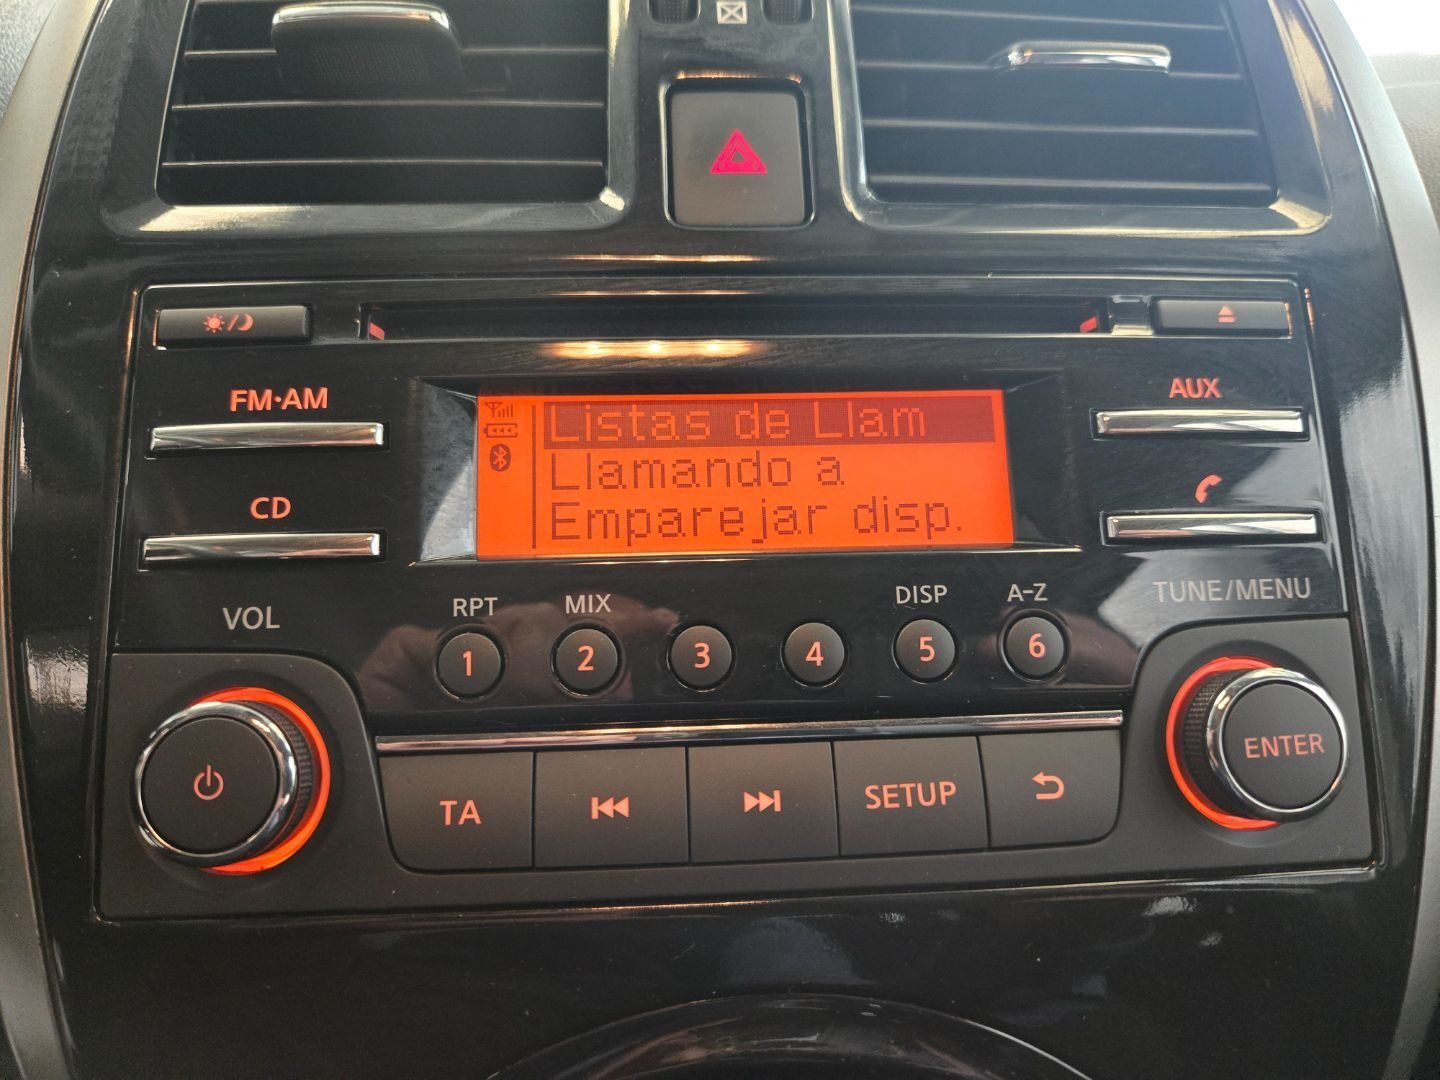 FM·AM
AUX
CD
Listas de Llam
Llamando a
Emparejar disp.
VOL
RPT
MIX
DISP
A-Z
TUNE/MENU
1
2
3
4
5
6
TA
SETUP
ENTER